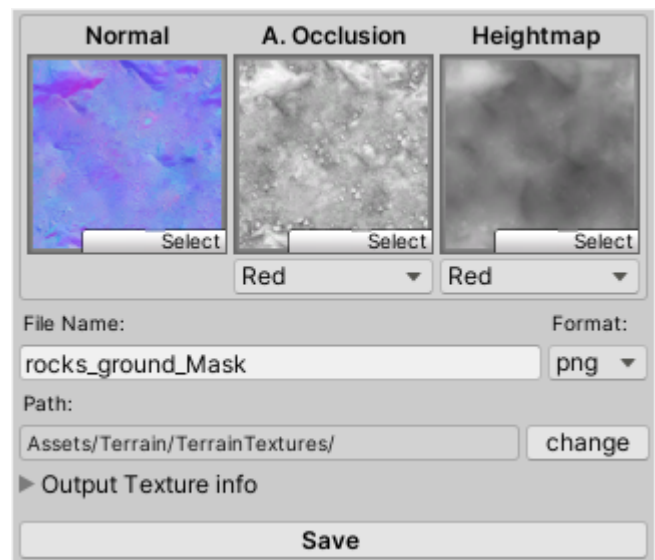 Normal A. Occlusion Heightmap
Select Select Select
Red Red
File Name: Format:
rocks_ground_Mask png
Path:
Assets/Terrain/TerrainTextures/ change
Output Texture info
Save